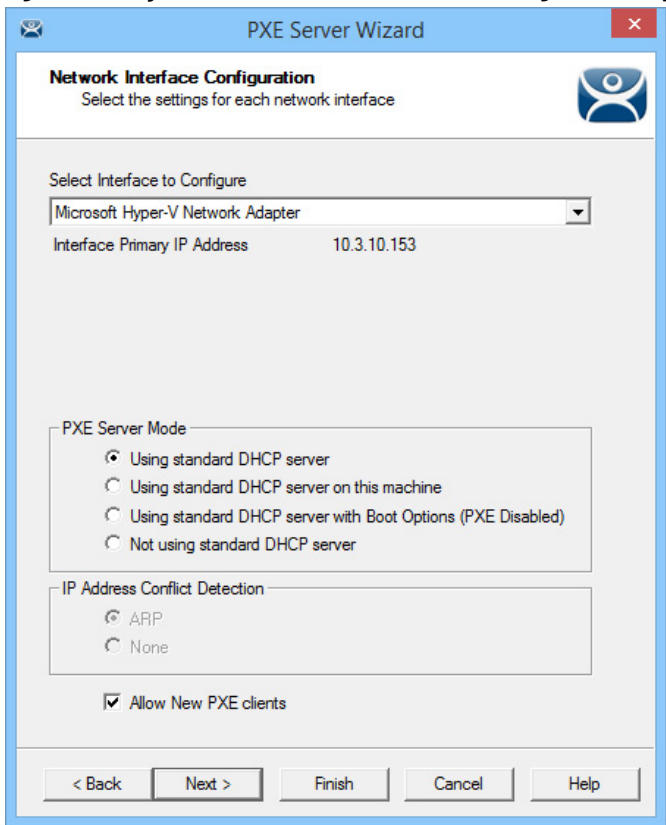 PXE Server Wizard
Network Interface Configuration
Select the settings for each network interface
Select Interface to Configure
Microsoft Hyper-V Network Adapter
Interface Primary IP Address 10.3.10.153
PXE Server Mode
Using standard DHCP server
Using standard DHCP server on this machine
Using standard DHCP server with Boot Options (PXE Disabled)
Not using standard DHCP server
IP Address Conflict Detection
ARP
None
Allow New PXE clients
< Back Next > Finish Cancel Help